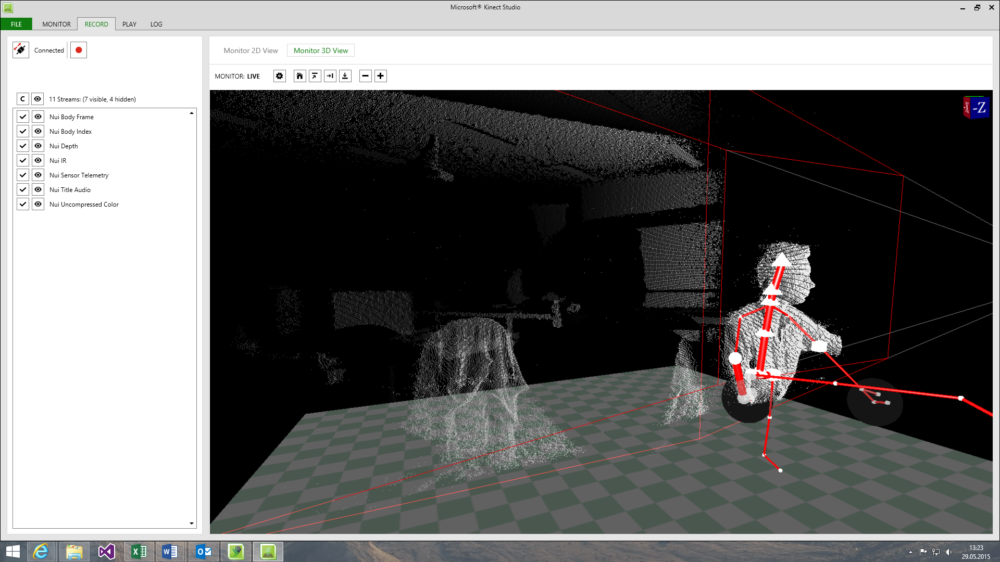 Microsoft® Kinect Studio
FILE MONITOR RECORD PLAY LOG
Connected
Monitor 2D View Monitor 3D View
MONITOR: LIVE
C 11 Streams: (7 visible, 4 hidden)
Nui Body Frame
Nui Body Index
Nui Depth
Nui IR
Nui Sensor Telemetry
Nui Title Audio
Nui Uncompressed Color
-X -Z
13:23
29.05.2015